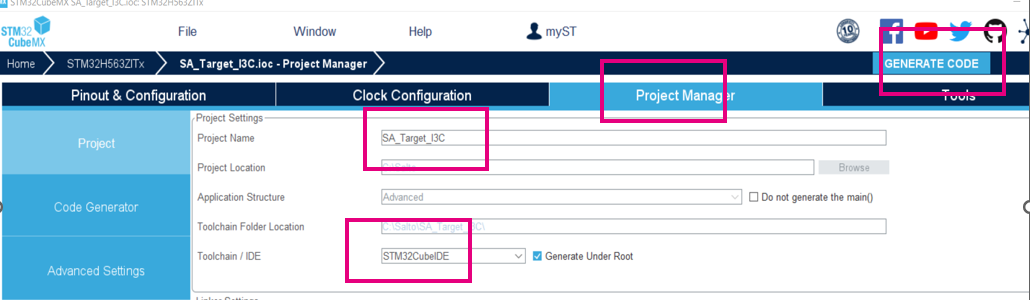 STM32CubeMX SA_Target_I3C.ioc: STM32H563ZITx
STM32
CubeMX
File
Window
Help
myST
10
Home
STM32H563ZITx
SA_Target_I3C.ioc - Project Manager
GENERATE CODE
Pinout & Configuration
Clock Configuration
Project Manager
Tools
Project
Code Generator
Advanced Settings
Project Settings
Project Name
SA_Target_I3C
Project Location
Browse
Application Structure
Advanced
Do not generate the main()
Toolchain Folder Location
C:\Salto\SA_Target_I3C\
Toolchain / IDE
STM32CubeIDE
Generate Under Root
Linker Settings